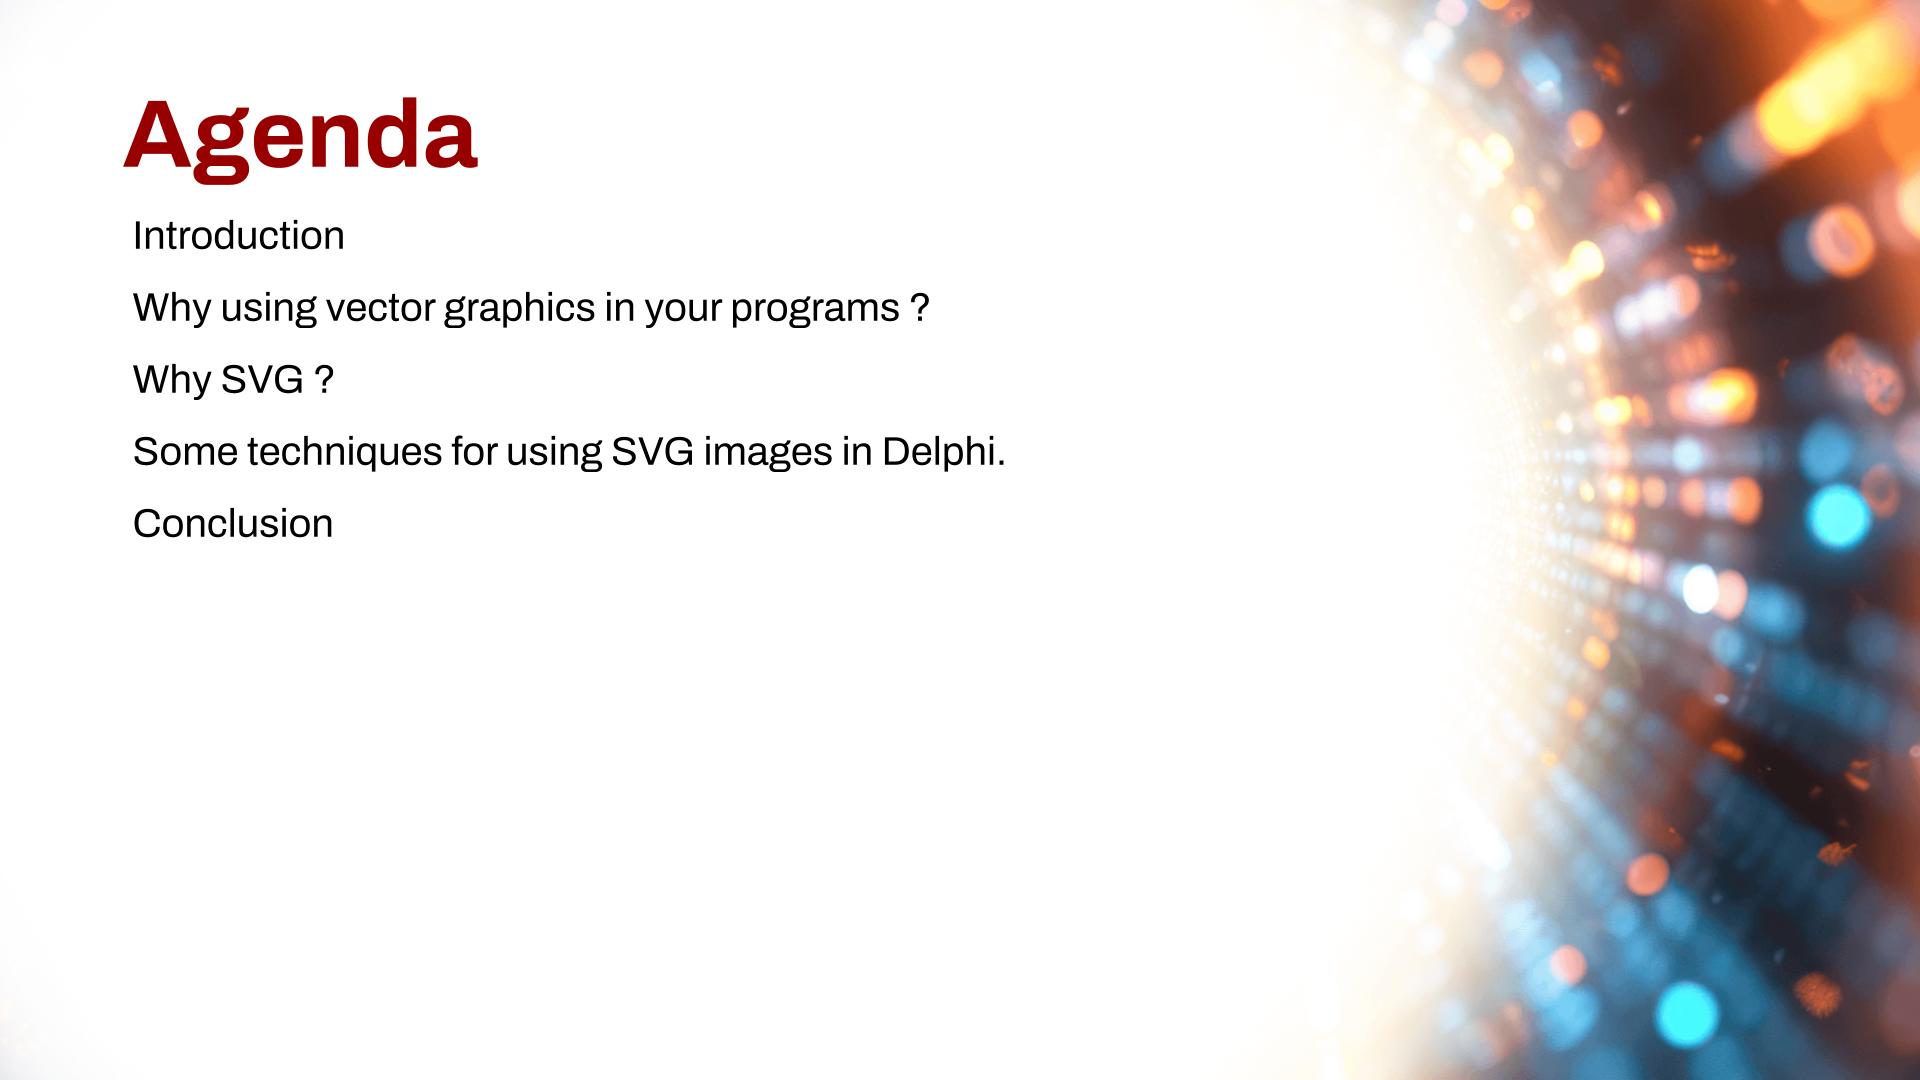 Agenda
Introduction
Why using vector graphics in your programs ?
Why SVG ?
Some techniques for using SVG images in Delphi.
Conclusion